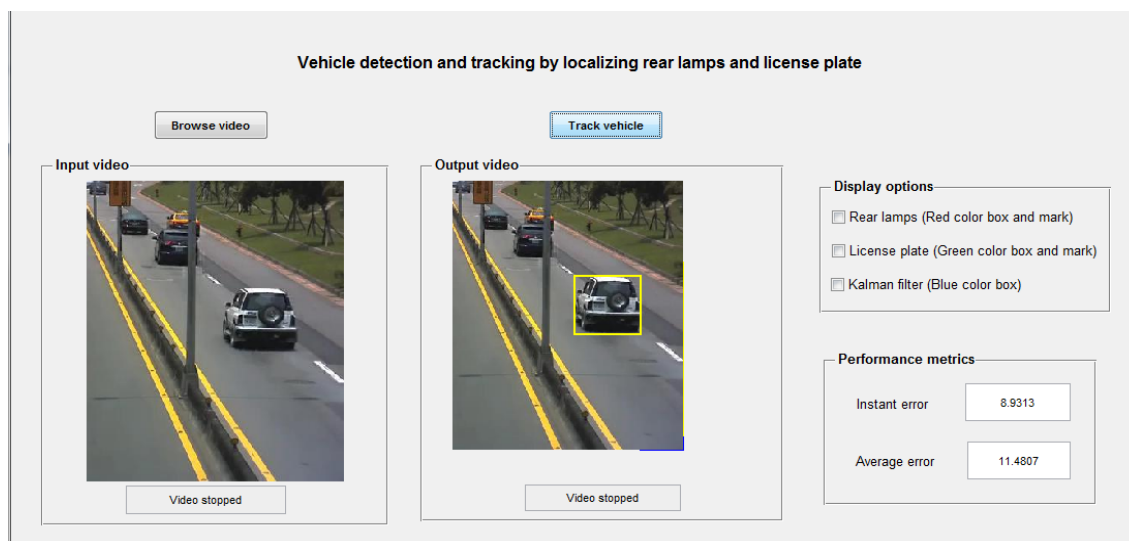 Vehicle detection and tracking by localizing rear lamps and license plate
Browse video
Track vehicle
Input video
Output video
Video stopped
Video stopped
Display options
Rear lamps (Red color box and mark)
License plate (Green color box and mark)
Kalman filter (Blue color box)
Performance metrics
Instant error
8.9313
Average error
11.4807